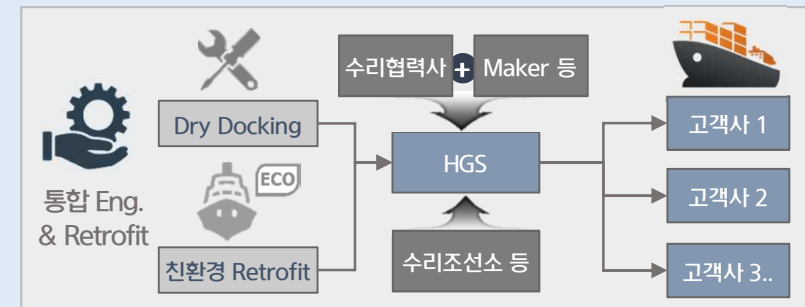 통합 Eng.
& Retrofit
Dry Docking
ECO
친환경 Retrofit
수리협력사 + Maker 등
HGS
수리조선소 등
고객사 1
고객사 2
고객사 3..